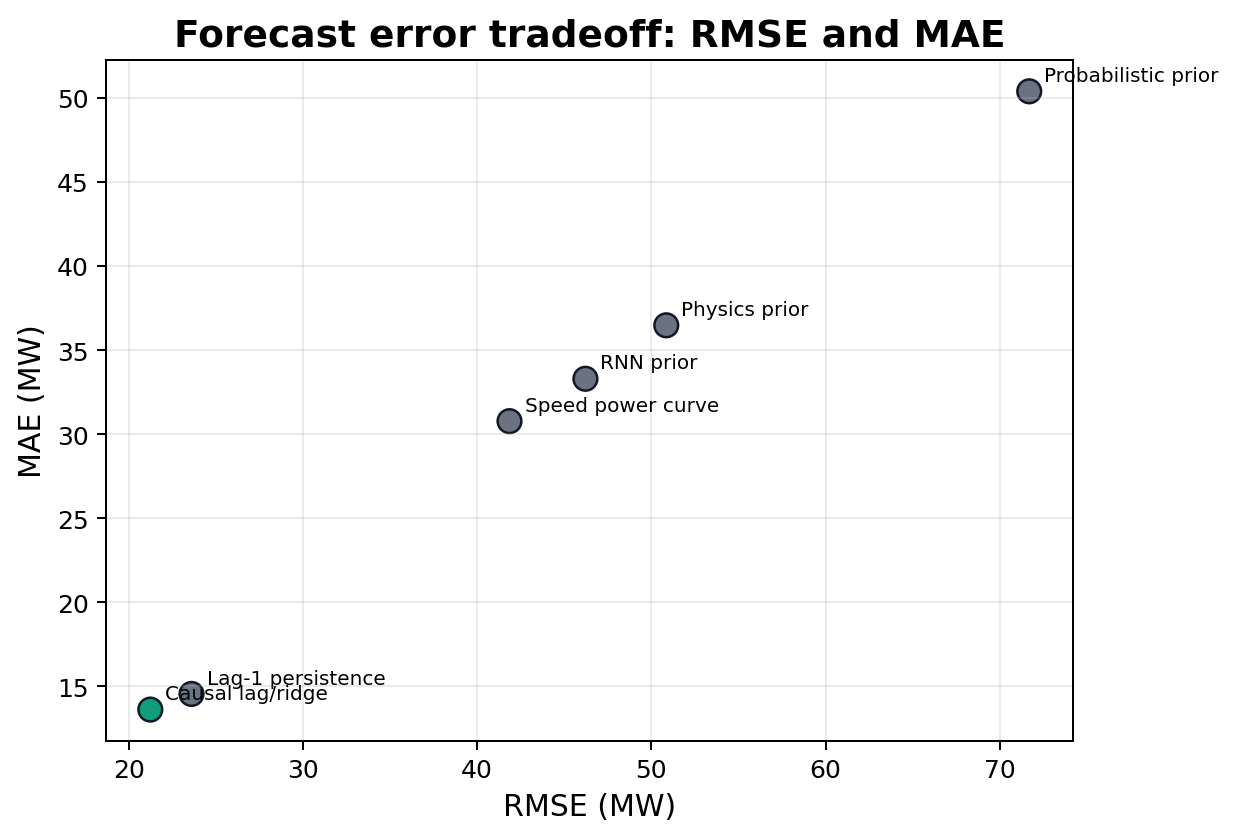 Forecast error tradeoff: RMSE and MAE
Probabilistic prior
50
45
40
Physics prior
35
RNN prior
Speed power curve
30
25
20
Lag-1 persistence
15
Causal lag/ridge
MAE (MW)
20 30 40 50 60 70
RMSE (MW)